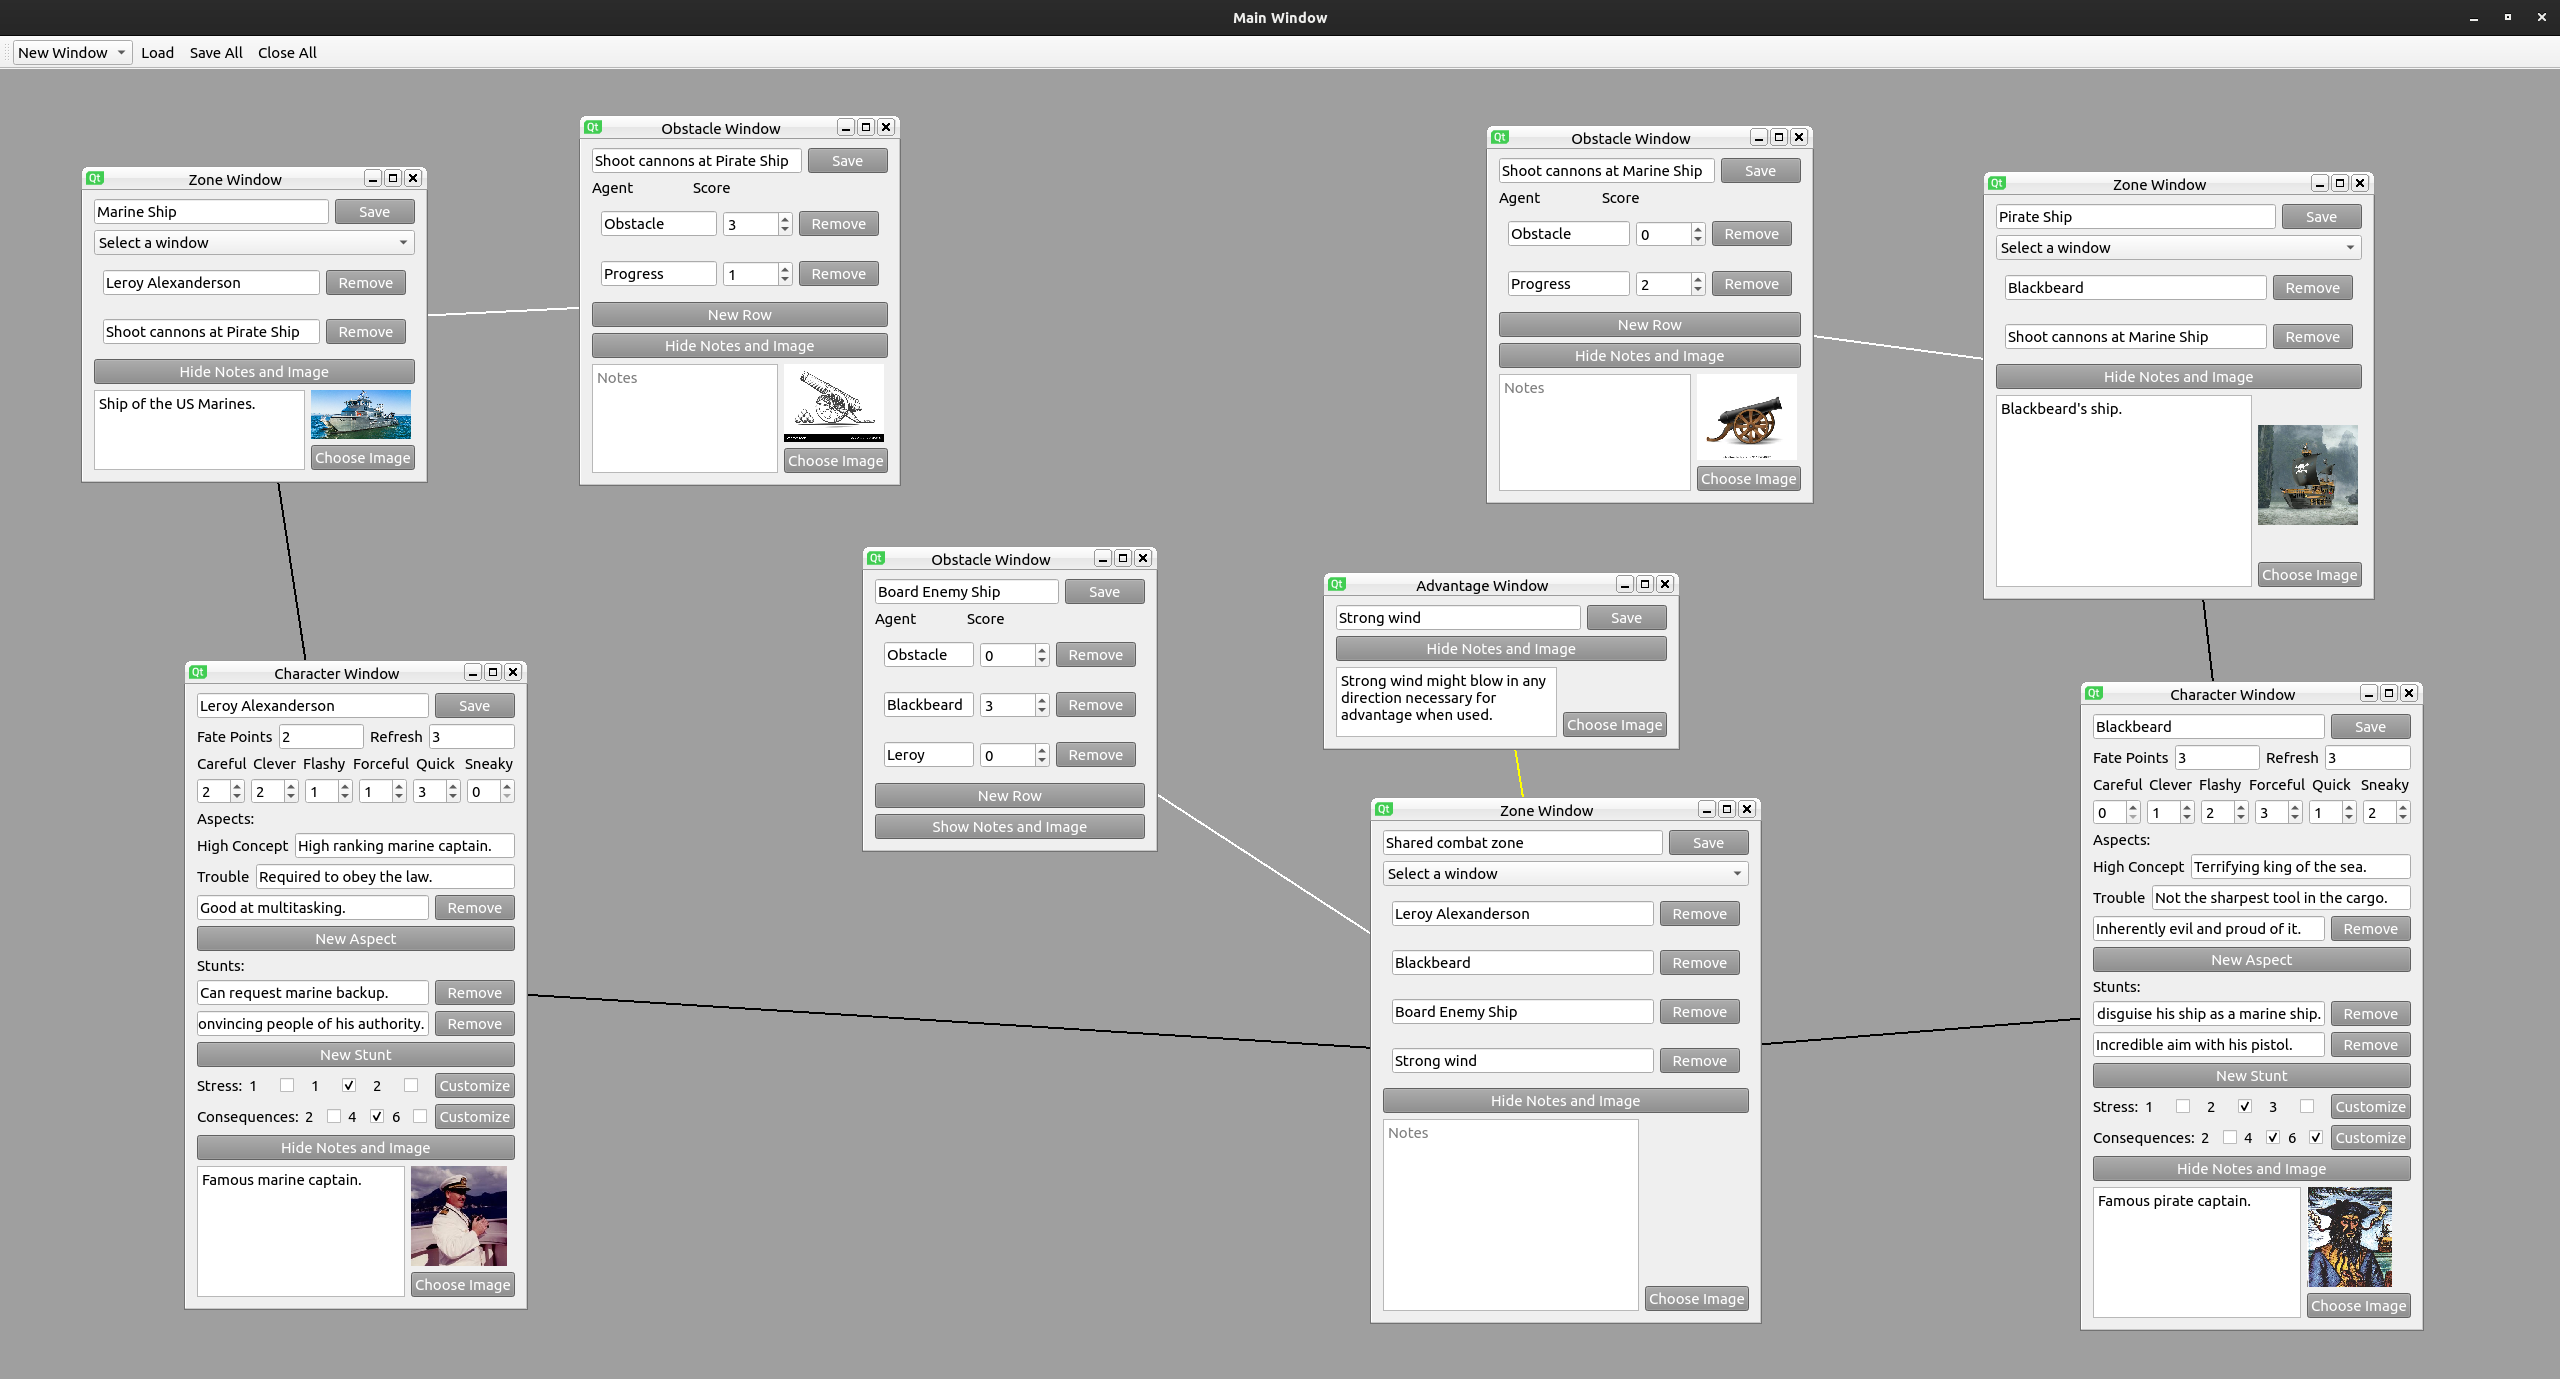 Main Window
New Window Load Save All Close All
Qt Zone Window
Marine Ship Save
Select a window
Leroy Alexanderson Remove
Shoot cannons at Pirate Ship Remove
Hide Notes and Image
Ship of the US Marines.
Choose Image
Qt Obstacle Window
Shoot cannons at Pirate Ship Save
Agent Score
Obstacle 3 Remove
Progress 1 Remove
New Row
Hide Notes and Image
Notes
Choose Image
Qt Obstacle Window
Shoot cannons at Marine Ship Save
Agent Score
Obstacle 0 Remove
Progress 2 Remove
New Row
Hide Notes and Image
Notes
Choose Image
Qt Zone Window
Pirate Ship Save
Select a window
Blackbeard Remove
Shoot cannons at Marine Ship Remove
Hide Notes and Image
Blackbeard's ship.
Choose Image
Qt Obstacle Window
Board Enemy Ship Save
Agent Score
Obstacle 0 Remove
Blackbeard 3 Remove
Leroy 0 Remove
New Row
Show Notes and Image
Qt Advantage Window
Strong wind Save
Hide Notes and Image
Strong wind might blow in any
direction necessary for
advantage when used.
Choose Image
Qt Character Window
Leroy Alexanderson Save
Fate Points 2 Refresh 3
Careful Clever Flashy Forceful Quick Sneaky
2 2 1 1 3 0
Aspects:
High Concept High ranking marine captain.
Trouble Required to obey the law.
Good at multitasking. Remove
New Aspect
Stunts:
Can request marine backup. Remove
onvincing people of his authority. Remove
New Stunt
Stress: 1 1 2 Customize
Consequences: 2 4 6 Customize
Hide Notes and Image
Famous marine captain.
Choose Image
Qt Zone Window
Shared combat zone Save
Select a window
Leroy Alexanderson Remove
Blackbeard Remove
Board Enemy Ship Remove
Strong wind Remove
Hide Notes and Image
Notes
Choose Image
Qt Character Window
Blackbeard Save
Fate Points 3 Refresh 3
Careful Clever Flashy Forceful Quick Sneaky
0 1 2 3 1 2
Aspects:
High Concept Terrifying king of the sea.
Trouble Not the sharpest tool in the cargo.
Inherently evil and proud of it. Remove
New Aspect
Stunts:
disguise his ship as a marine ship. Remove
Incredible aim with his pistol. Remove
New Stunt
Stress: 1 2 3 Customize
Consequences: 2 4 6 Customize
Hide Notes and Image
Famous pirate captain.
Choose Image